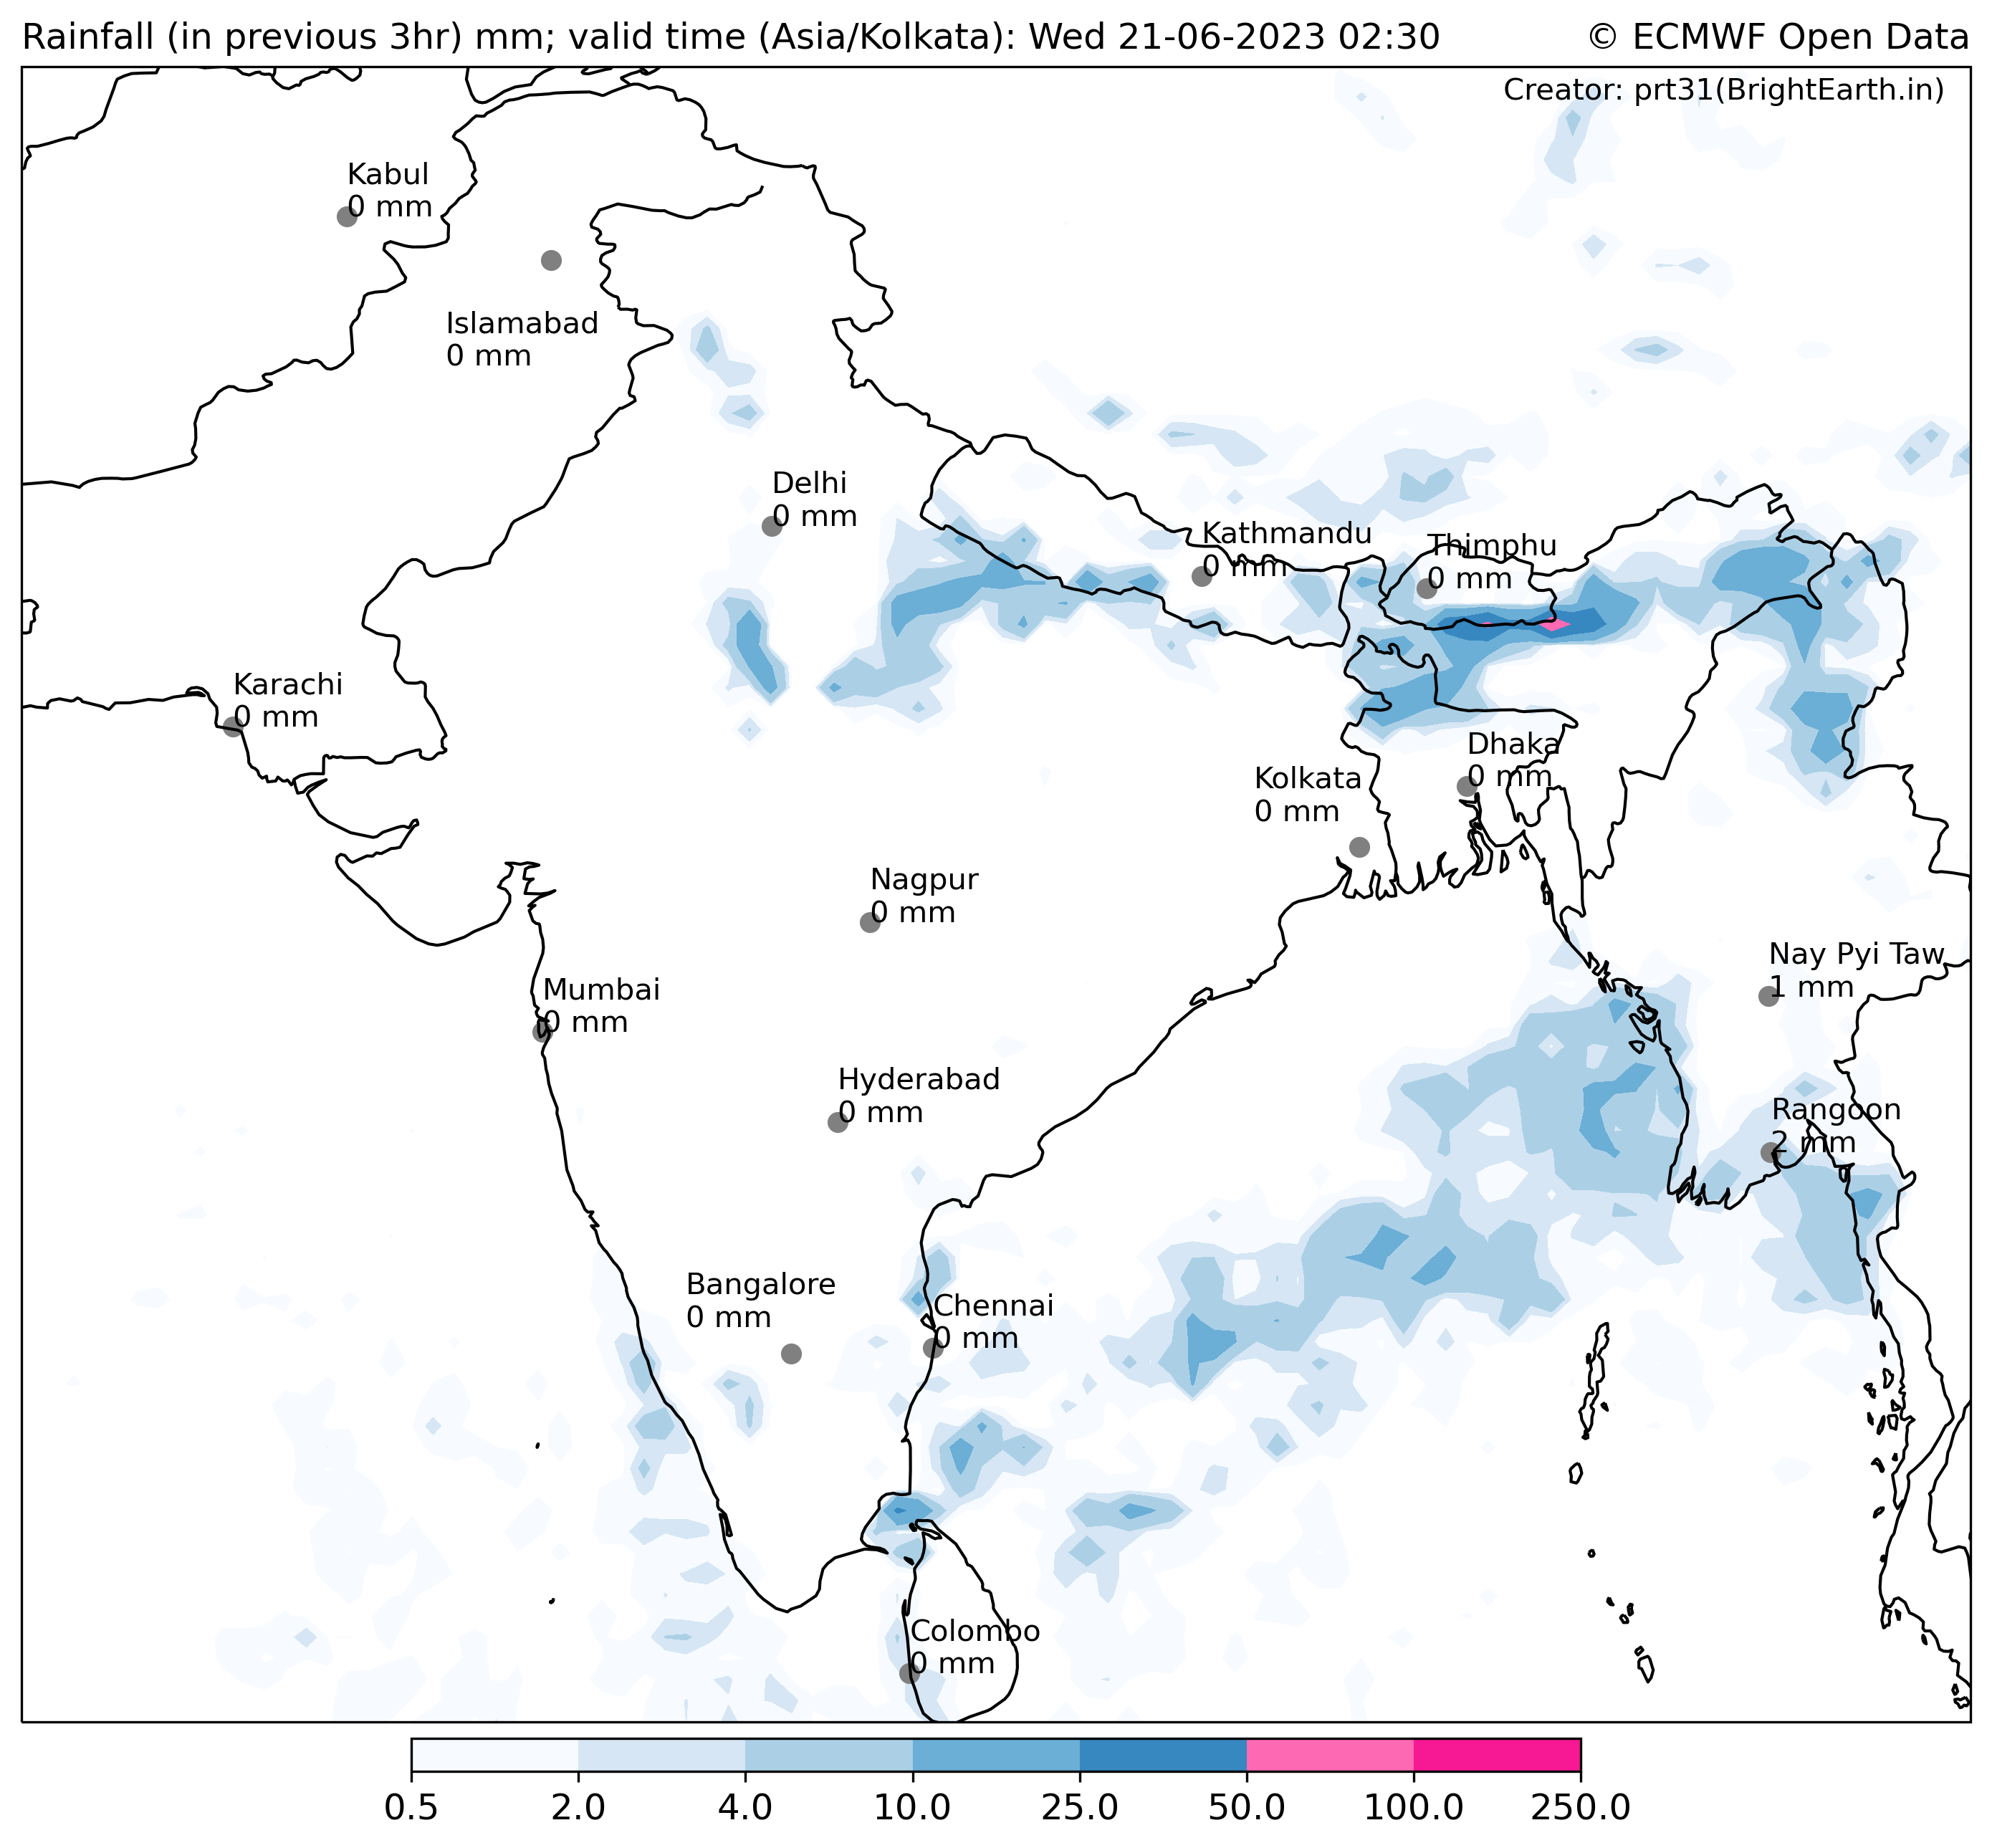 Rainfall (in previous 3hr) mm; valid time (Asia/Kolkata): Wed 21-06-2023 02:30
© ECMWF Open Data
Creator: prt31(BrightEarth.in)
Kabul
0 mm
Islamabad
0 mm
Delhi
0 mm
Kathmandu
0 mm
Thimphu
0 mm
Karachi
0 mm
Dhaka
0 mm
Kolkata
0 mm
Nagpur
0 mm
Nay Pyi Taw
1 mm
Mumbai
0 mm
Hyderabad
0 mm
Rangoon
2 mm
Bangalore
0 mm
Chennai
0 mm
Colombo
0 mm
0.5 2.0 4.0 10.0 25.0 50.0 100.0 250.0